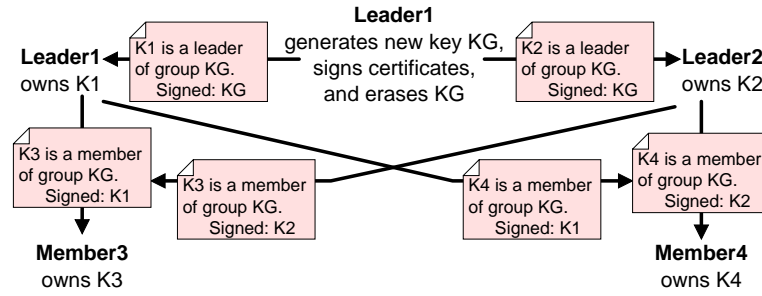 Leader1
generates new key KG,
signs certificates,
and erases KG
Leader1
owns K1
K1 is a leader
of group KG.
Signed: KG
K2 is a leader
of group KG.
Signed: KG
Leader2
owns K2
K3 is a member
of group KG.
Signed: K1
K3 is a member
of group KG.
Signed: K2
K4 is a member
of group KG.
Signed: K1
K4 is a member
of group KG.
Signed: K2
Member3
owns K3
Member4
owns K4